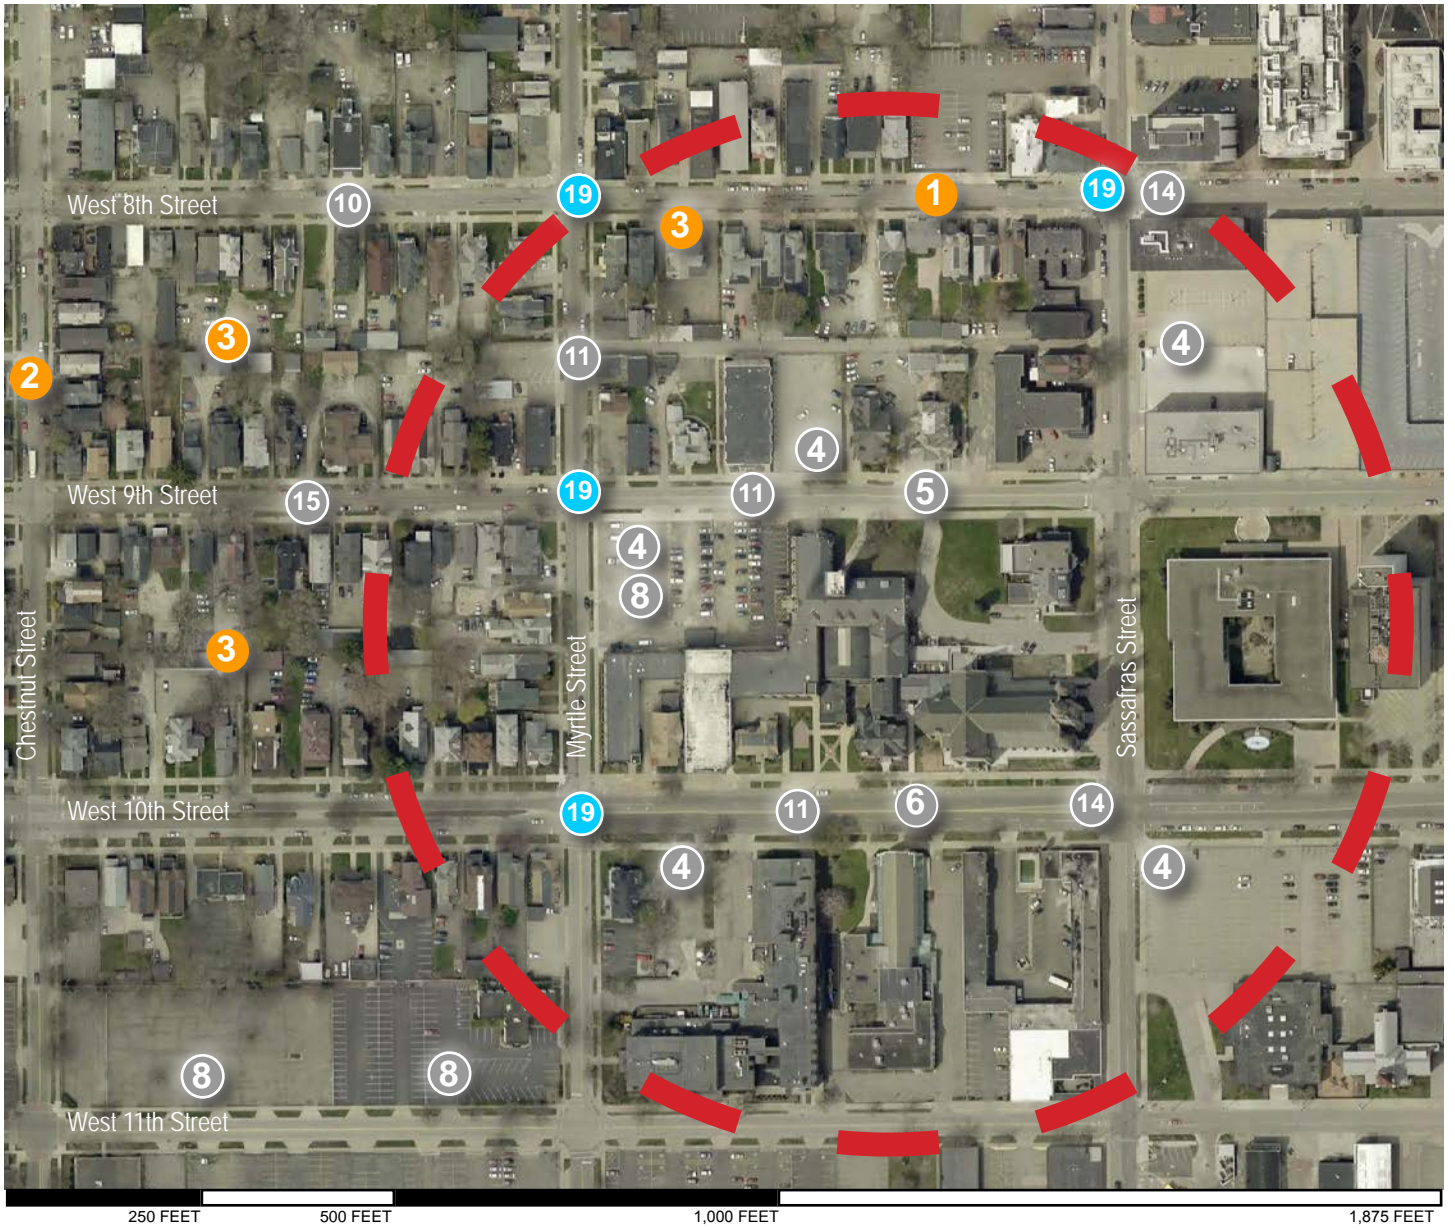 19
1
19
14
West 8th Street
10
3
3
11
4
2
4
West 9th Street
15
19
11
5
4
8
3
Chestnut Street
Myrtle Street
Sassafras Street
West 10th Street
19
11
6
14
4
4
8
8
West 11th Street
250 FEET
500 FEET
1,000 FEET
1,875 FEET